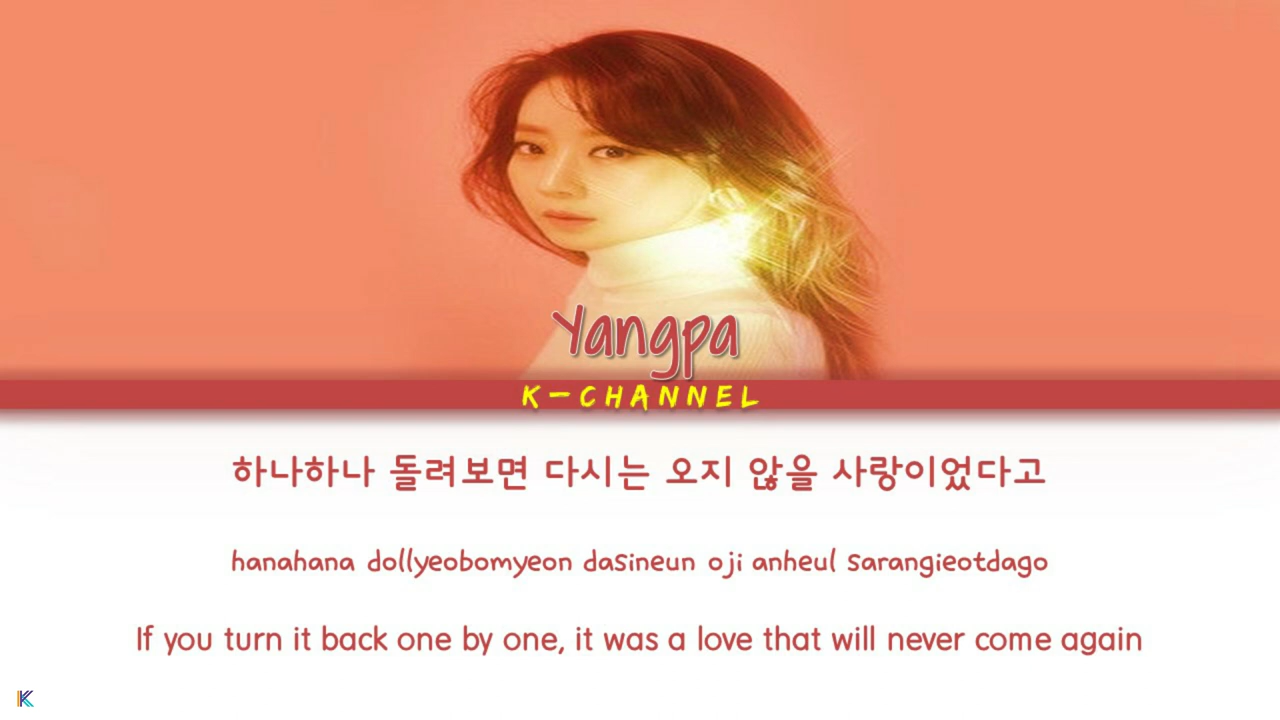 Yangpa
K-CHANNEL
하나하나 돌려보면 다시는 오지 않을 사랑이었다고
hanahana dollyeobomyeon dasineun oji anheul sarangieotdago
If you turn it back one by one, it was a love that will never come again
K